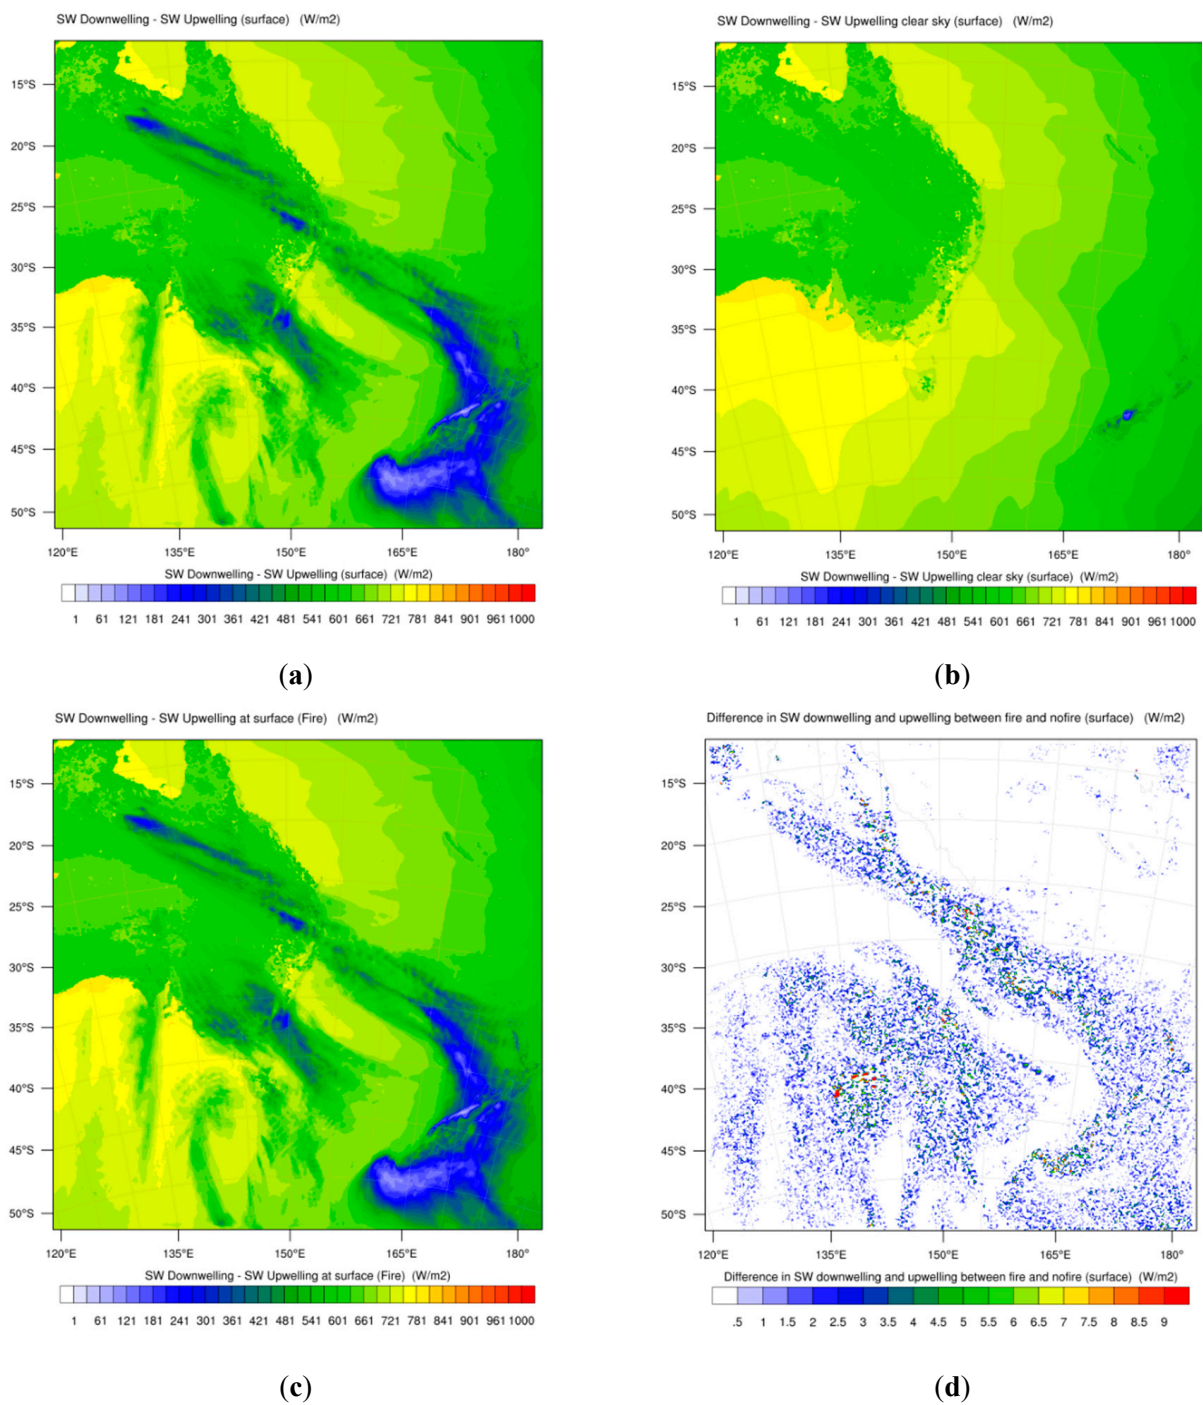 SW Downwelling - SW Upwelling (surface) (W/m2)
15°S
20°S
25°S
30°S
35°S
40°S
45°S
50°S
120°E 135°E 150°E 165°E 180°
SW Downwelling - SW Upwelling (surface) (W/m2)
1 61 121 181 241 301 361 421 481 541 601 661 721 781 841 901 961 1000
(a)
SW Downwelling - SW Upwelling clear sky (surface) (W/m2)
15°S
20°S
25°S
30°S
35°S
40°S
45°S
50°S
120°E 135°E 150°E 165°E 180°
SW Downwelling - SW Upwelling clear sky (surface) (W/m2)
1 61 121 181 241 301 361 421 481 541 601 661 721 781 841 901 961 1000
(b)
SW Downwelling - SW Upwelling at surface (Fire) (W/m2)
15°S
20°S
25°S
30°S
35°S
40°S
45°S
50°S
120°E 135°E 150°E 165°E 180°
SW Downwelling - SW Upwelling at surface (Fire) (W/m2)
1 61 121 181 241 301 361 421 481 541 601 661 721 781 841 901 961 1000
(c)
Difference in SW downwelling and upwelling between fire and nofire (surface) (W/m2)
15°S
20°S
25°S
30°S
35°S
40°S
45°S
50°S
120°E 135°E 150°E 165°E 180°
Difference in SW downwelling and upwelling between fire and nofire (surface) (W/m2)
.5 1 1.5 2 2.5 3 3.5 4 4.5 5 5.5 6 6.5 7 7.5 8 8.5 9
(d)